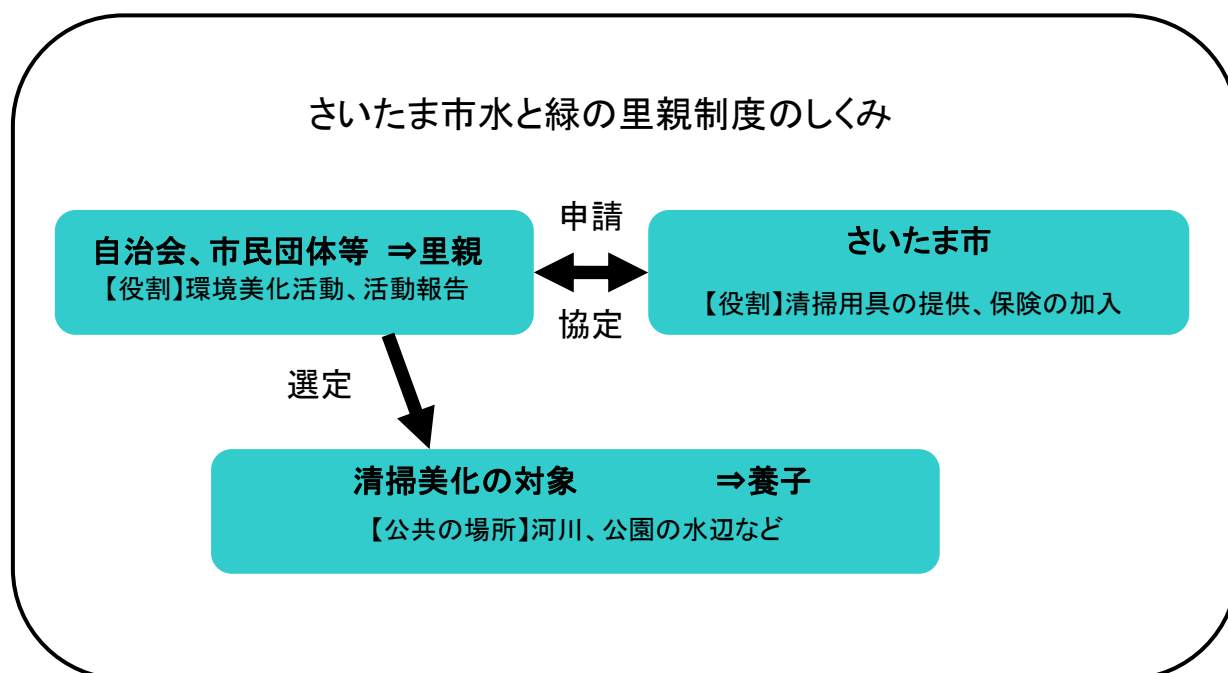 さいたま市水と緑の里親制度のしくみ
自治会、市民団体等 ⇒里親
【役割】環境美化活動、活動報告
申請
協定
さいたま市
【役割】清掃用具の提供、保険の加入
選定
清掃美化の対象 ⇒養子
【公共の場所】河川、公園の水辺など